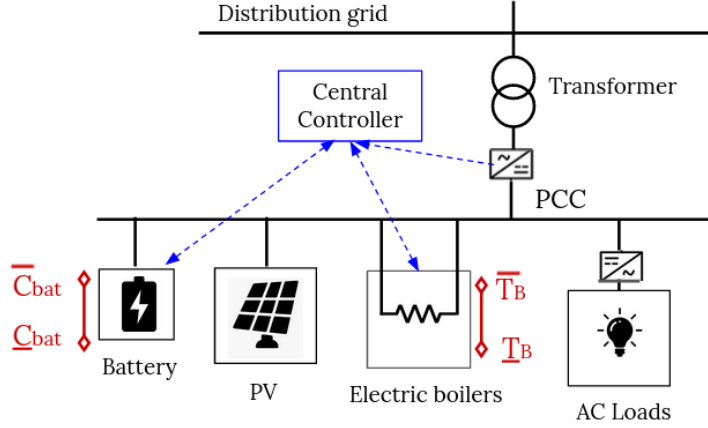 Distribution grid
Central
Controller
Transformer
PCC
C̅bat
C̲bat
T̅B
T̲B
Battery
PV
Electric boilers
AC Loads